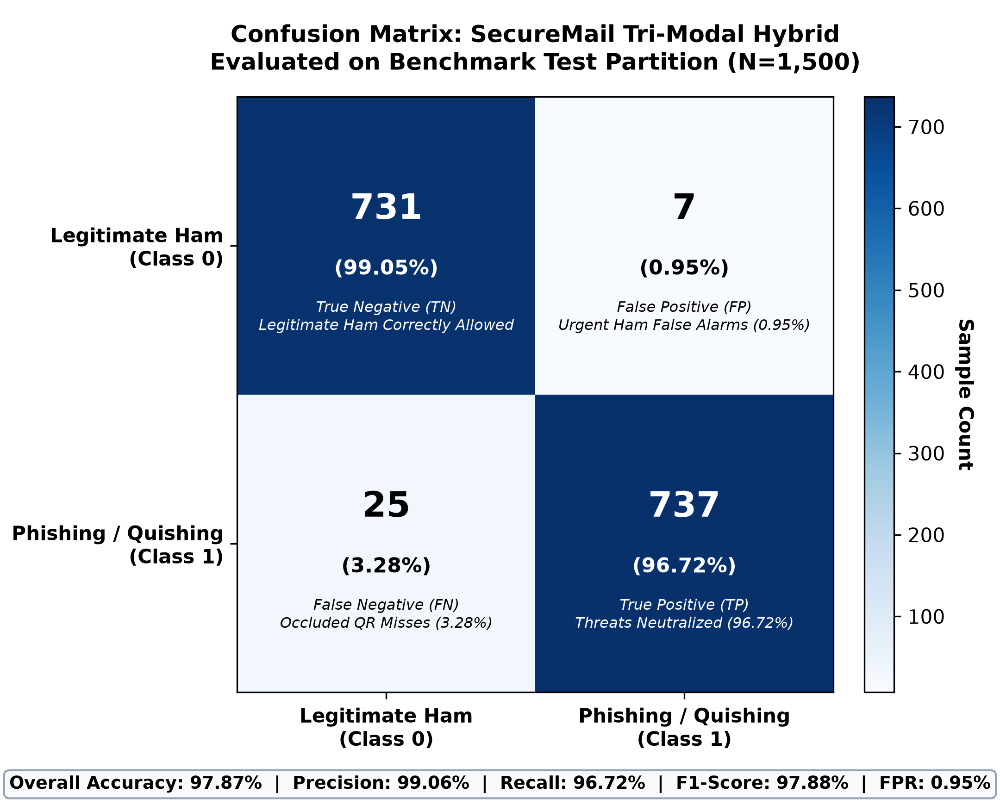 Confusion Matrix: SecureMail Tri-Modal Hybrid
Evaluated on Benchmark Test Partition (N=1,500)
Legitimate Ham
(Class 0)
731
(99.05%)
True Negative (TN)
Legitimate Ham Correctly Allowed
7
(0.95%)
False Positive (FP)
Urgent Ham False Alarms (0.95%)
Phishing / Quishing
(Class 1)
25
(3.28%)
False Negative (FN)
Occluded QR Misses (3.28%)
737
(96.72%)
True Positive (TP)
Threats Neutralized (96.72%)
Legitimate Ham
(Class 0)
Phishing / Quishing
(Class 1)
700
600
500
400
300
200
100
Sample Count
Overall Accuracy: 97.87% | Precision: 99.06% | Recall: 96.72% | F1-Score: 97.88% | FPR: 0.95%